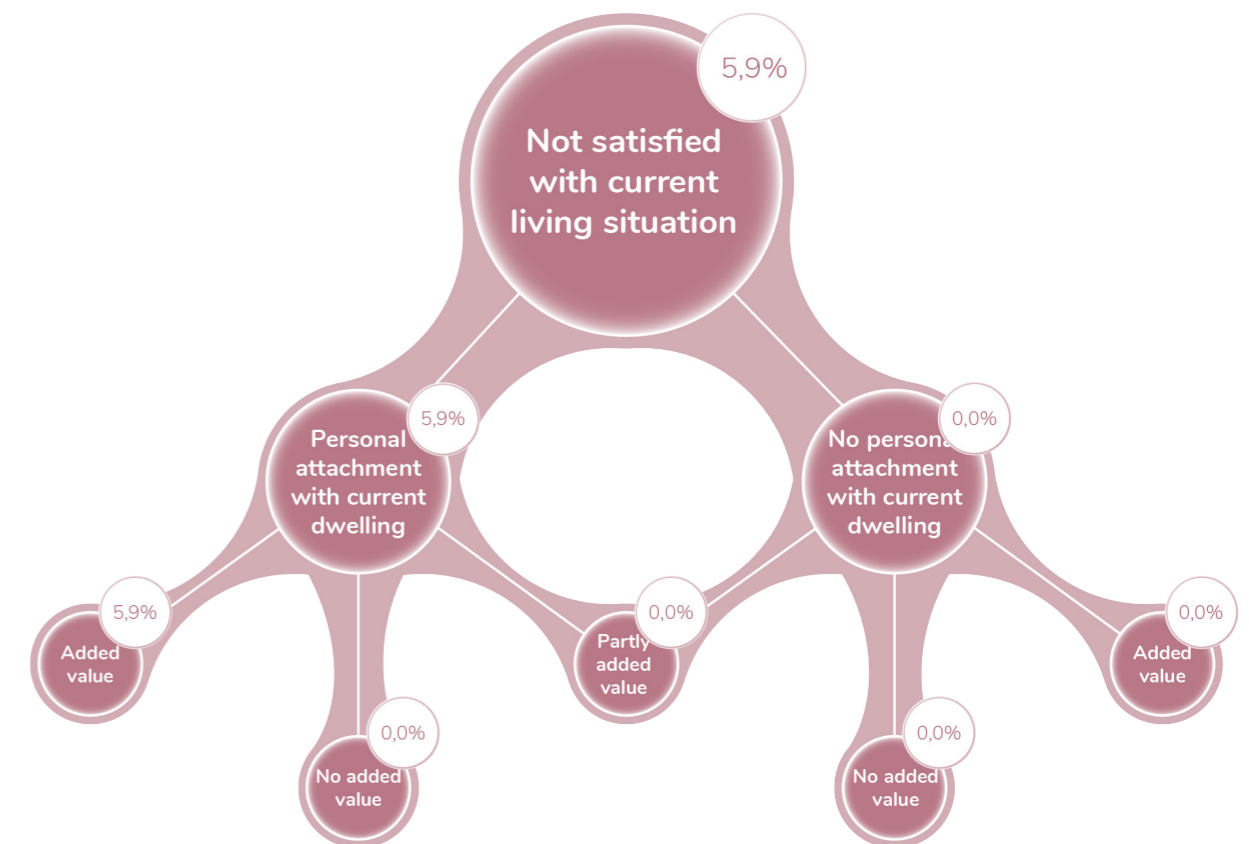 5,9%
Not satisfied
with current
living situation
5,9%
Personal
attachment
with current
dwelling
0,0%
No persona
attachment
with current
dwelling
5,9%
Added
value
0,0%
No added
value
0,0%
Partly
added
value
0,0%
No added
value
0,0%
Added
value